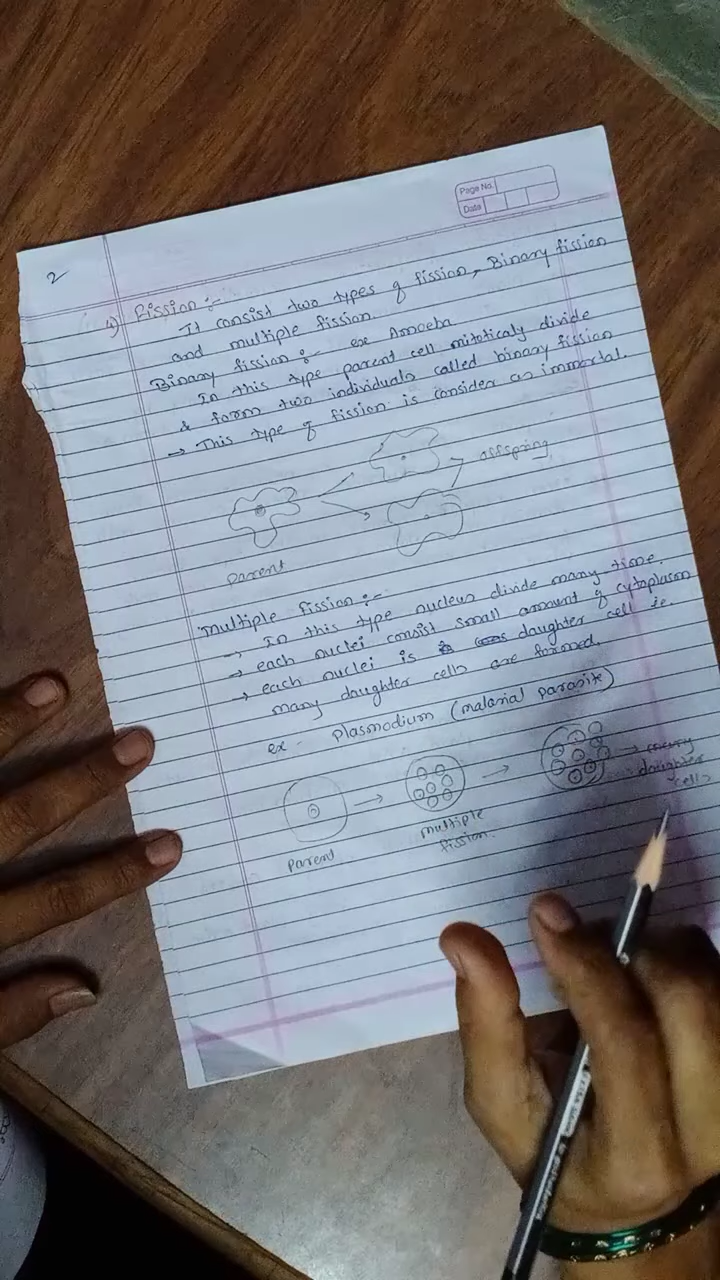 Page No.
Date
2
1) Fission :-
It consist two types of fission, Binary fission
and multiple fission.
Binary fission :- ex Amoeba
In this type parent cell mitoticaly divide
& form two individuals called binary fission
→ This type of fission is consider as immortal.
offspring
parent
Multiple fission :-
→ In this type nucleus divide many time.
→ each nuclei consist small amount of cytoplasm
→ each nuclei is daughter cell ie.
many daughter cells are formed.
ex- plasmodium (malarial parasite)
→ many
daughter
cells
parent
multiple
fission.